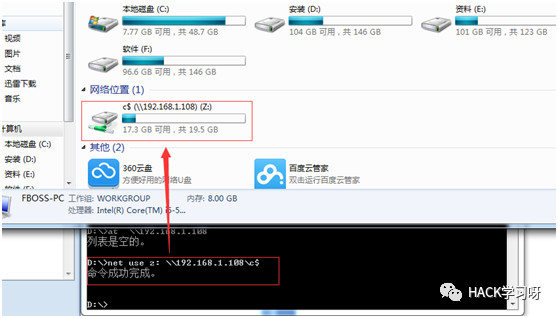 本地磁盘 (C:)
7.77 GB 可用，共 48.7 GB
安装 (D:)
104 GB 可用，共 146 GB
资料 (E:)
101 GB 可用，共 123 GB
软件 (F:)
96.6 GB 可用，共 146 GB
库
视频
图片
文档
迅雷下载
音乐
网络位置 (1)
c$ (\\192.168.1.108) (Z:)
17.3 GB 可用，共 19.5 GB
计算机
本地磁盘 (C:)
安装 (D:)
资料 (E:)
软件 (F:)
其他 (2)
360云盘
方便好用的网络U盘
百度云管家
双击运行百度云管家
FBOSS-PC 工作组: WORKGROUP 内存: 8.00 GB
处理器: Intel(R) Core(TM) i5-5...
D:\>at \\192.168.1.108
列表是空的。
D:\>net use z: \\192.168.1.108\c$
命令成功完成。
D:\>
HACK学习呀